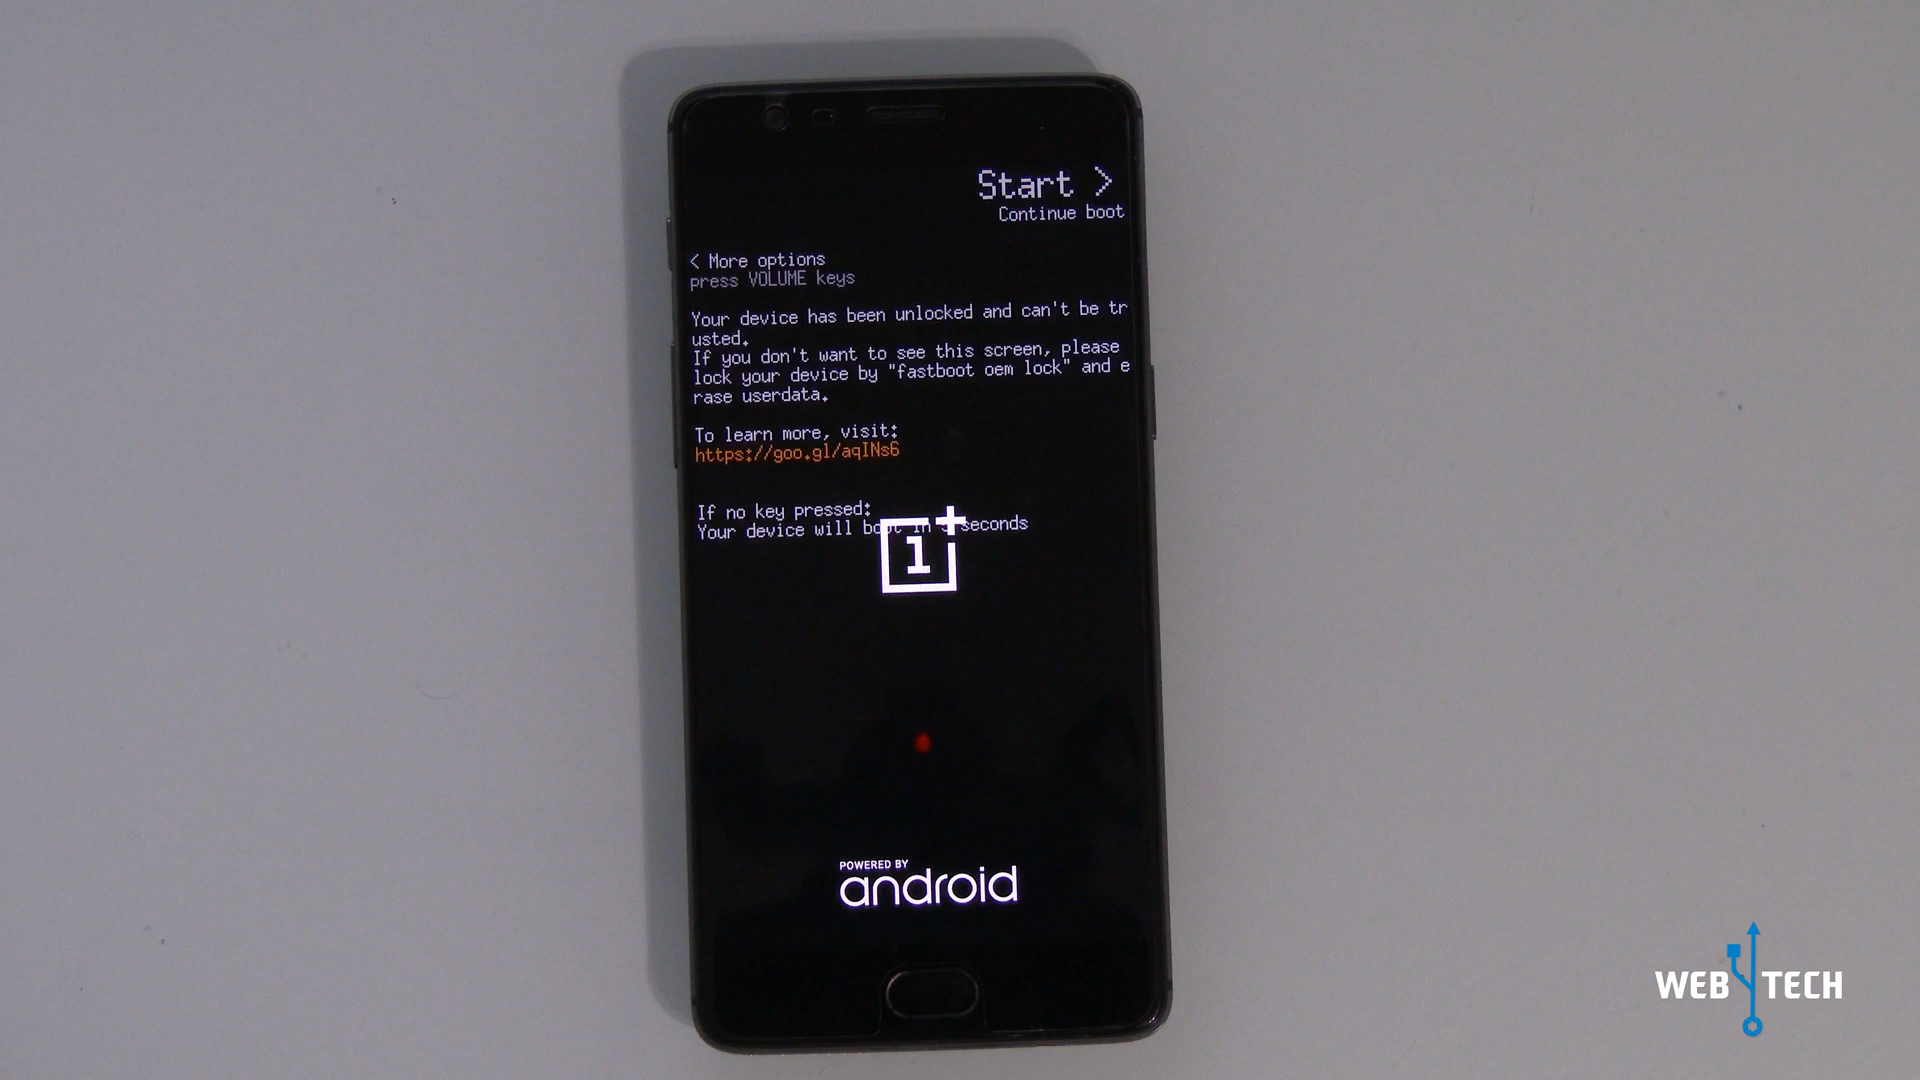 Start >
Continue boot
< More options
press VOLUME keys
Your device has been unlocked and can't be tr
usted.
If you don't want to see this screen, please
lock your device by "fastboot oem lock" and e
rase userdata.
To learn more, visit:
https://goo.gl/aqINs6
If no key pressed:
Your device will boot in 5 seconds
1+
POWERED BY
android
WEB TECH